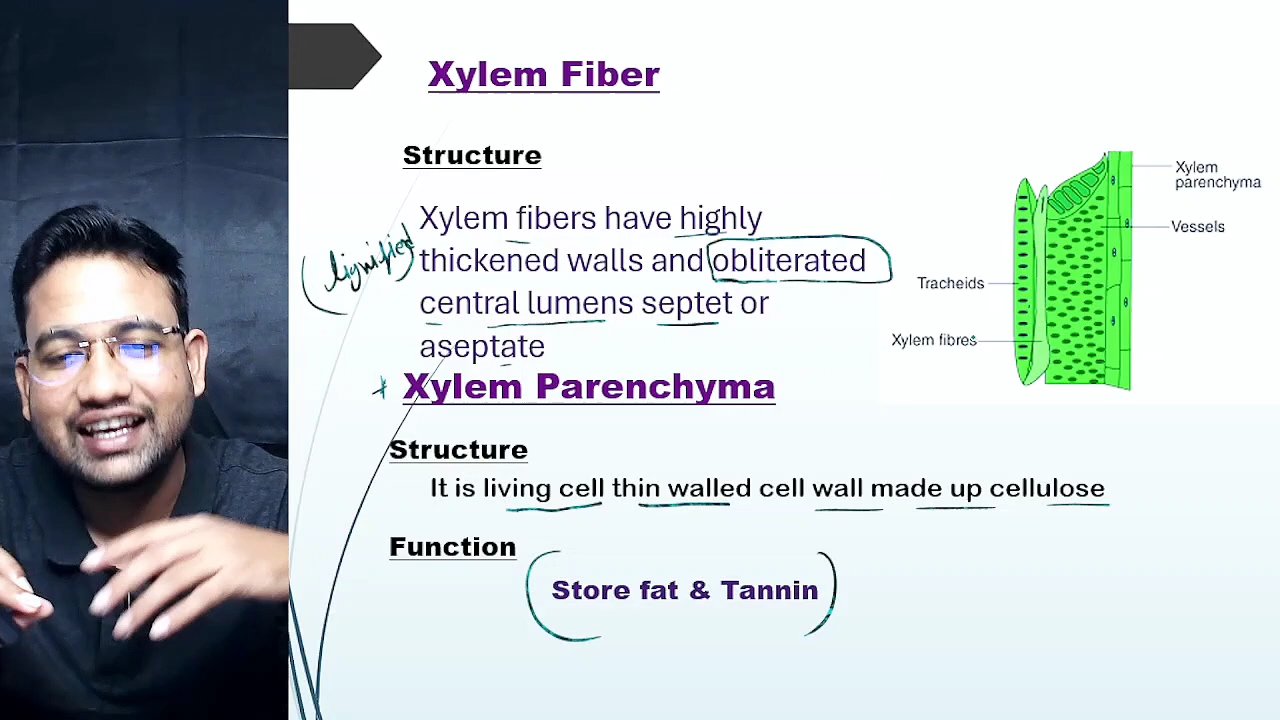 Xylem Fiber
Structure
Xylem fibers have highly
thickened walls and obliterated
lignified
central lumens septet or
aseptate
Xylem Parenchyma
Structure
It is living cell thin walled cell wall made up cellulose
Function
Store fat & Tannin
Xylem
parenchyma
Vessels
Tracheids
Xylem fibres